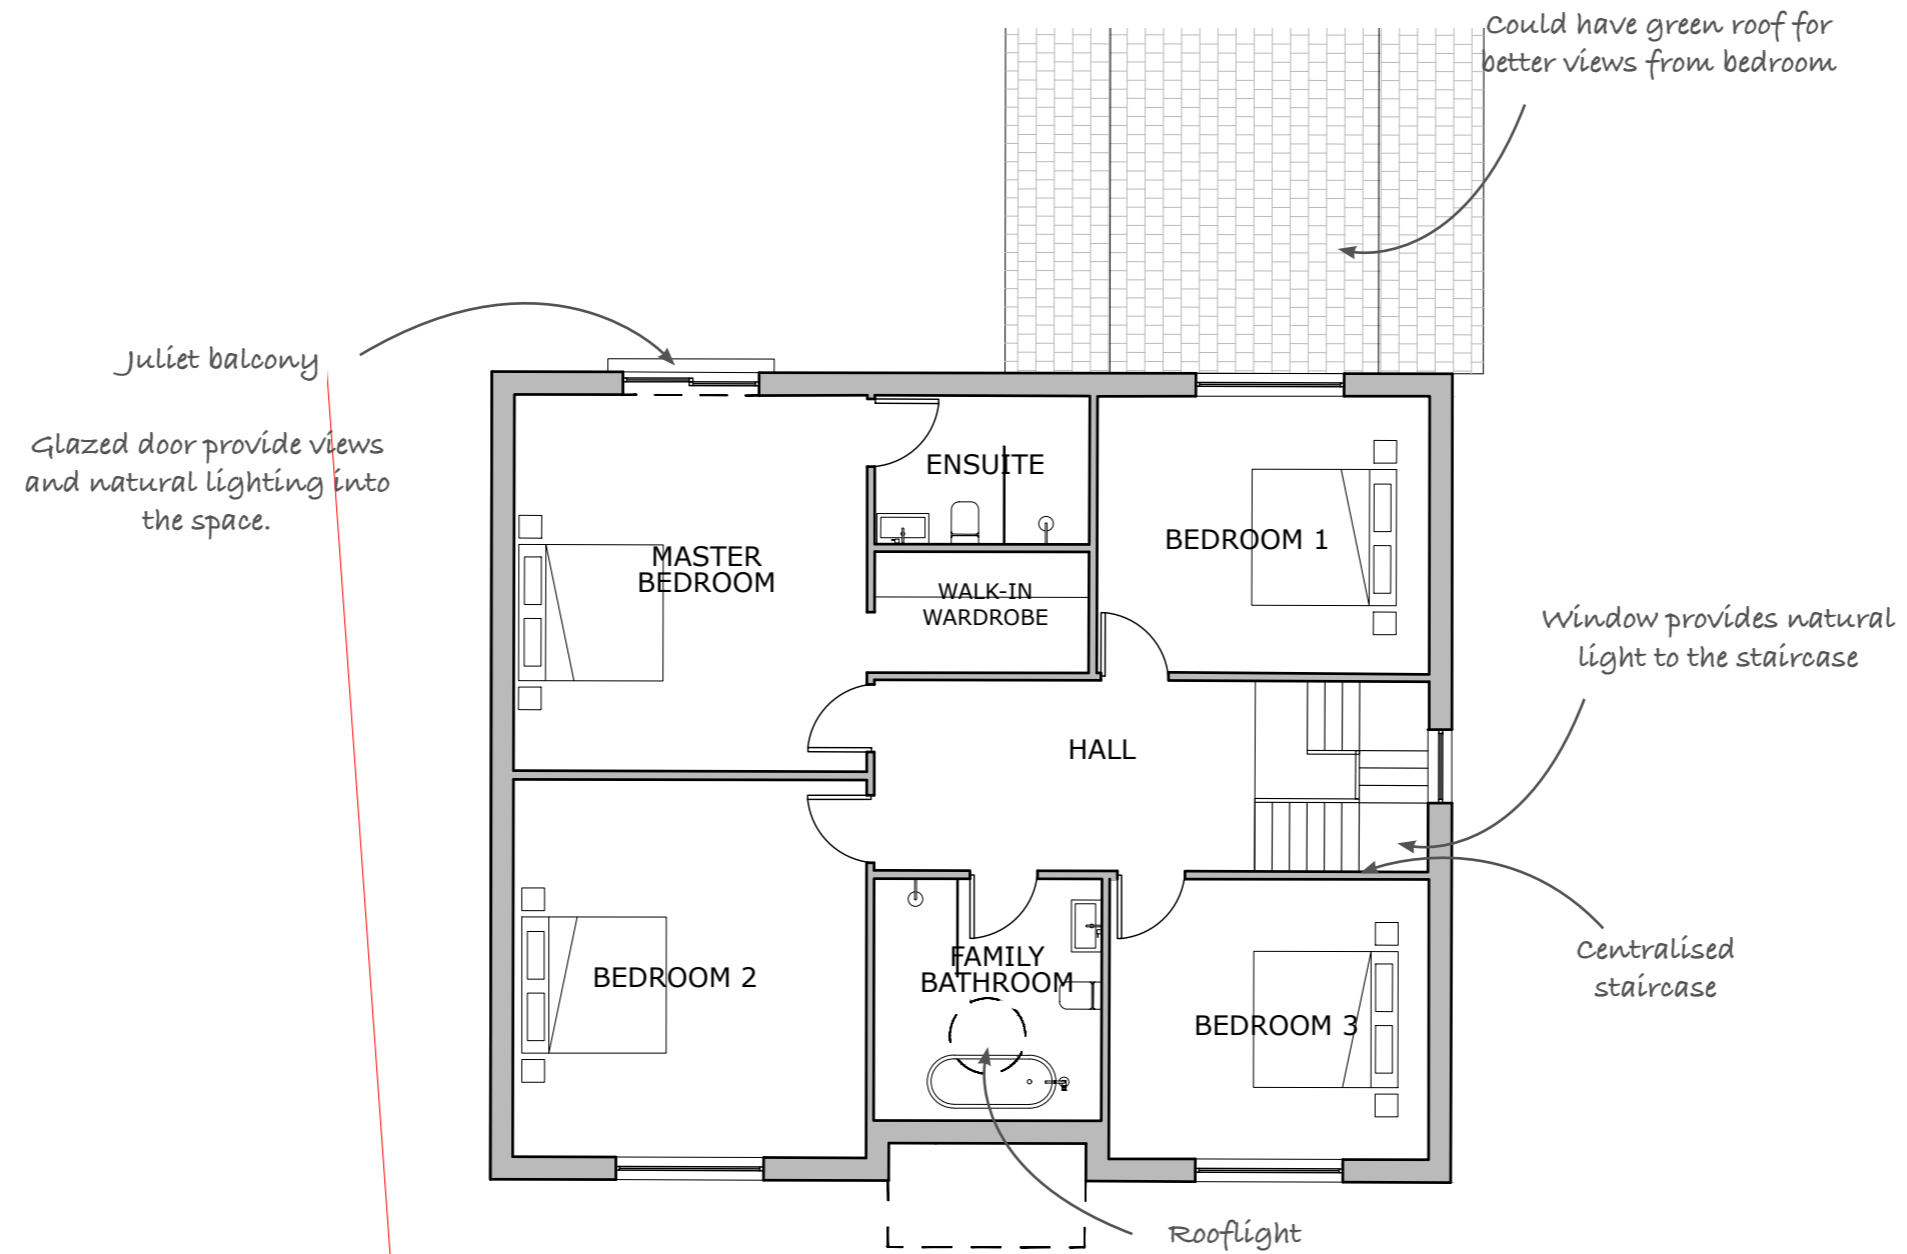 Could have green roof for
better views from bedroom
Juliet balcony
Glazed door provide views
and natural lighting into
the space.
ENSUITE
MASTER
BEDROOM
WALK-IN
WARDROBE
BEDROOM 1
Window provides natural
light to the staircase
HALL
BEDROOM 2
FAMILY
BATHROOM
BEDROOM 3
Centralised
staircase
Rooflight